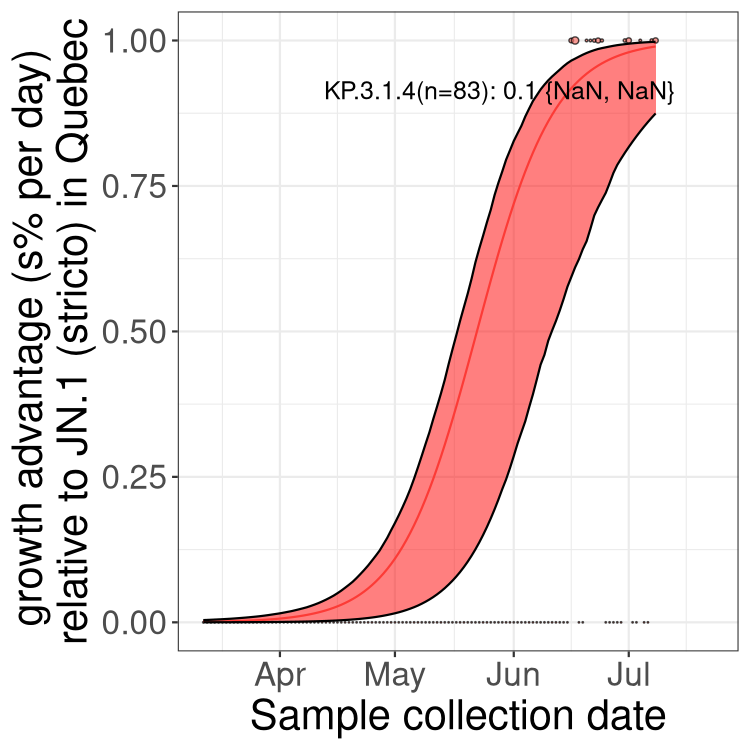 growth advantage (s% per day)
relative to JN.1 (stricto) in Quebec
1.00
0.75
0.50
0.25
0.00
KP.3.1.4(n=83): 0.1 {NaN, NaN}
Apr May Jun Jul
Sample collection date